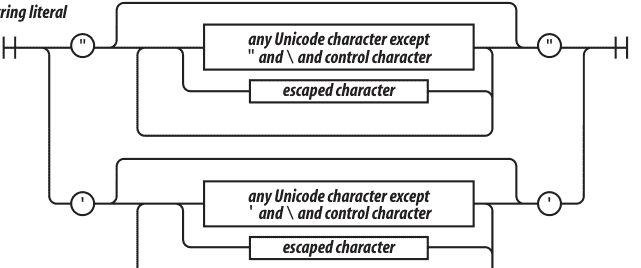 ring literal
" any Unicode character except "
" and \ and control character
escaped character
' any Unicode character except '
' and \ and control character
escaped character